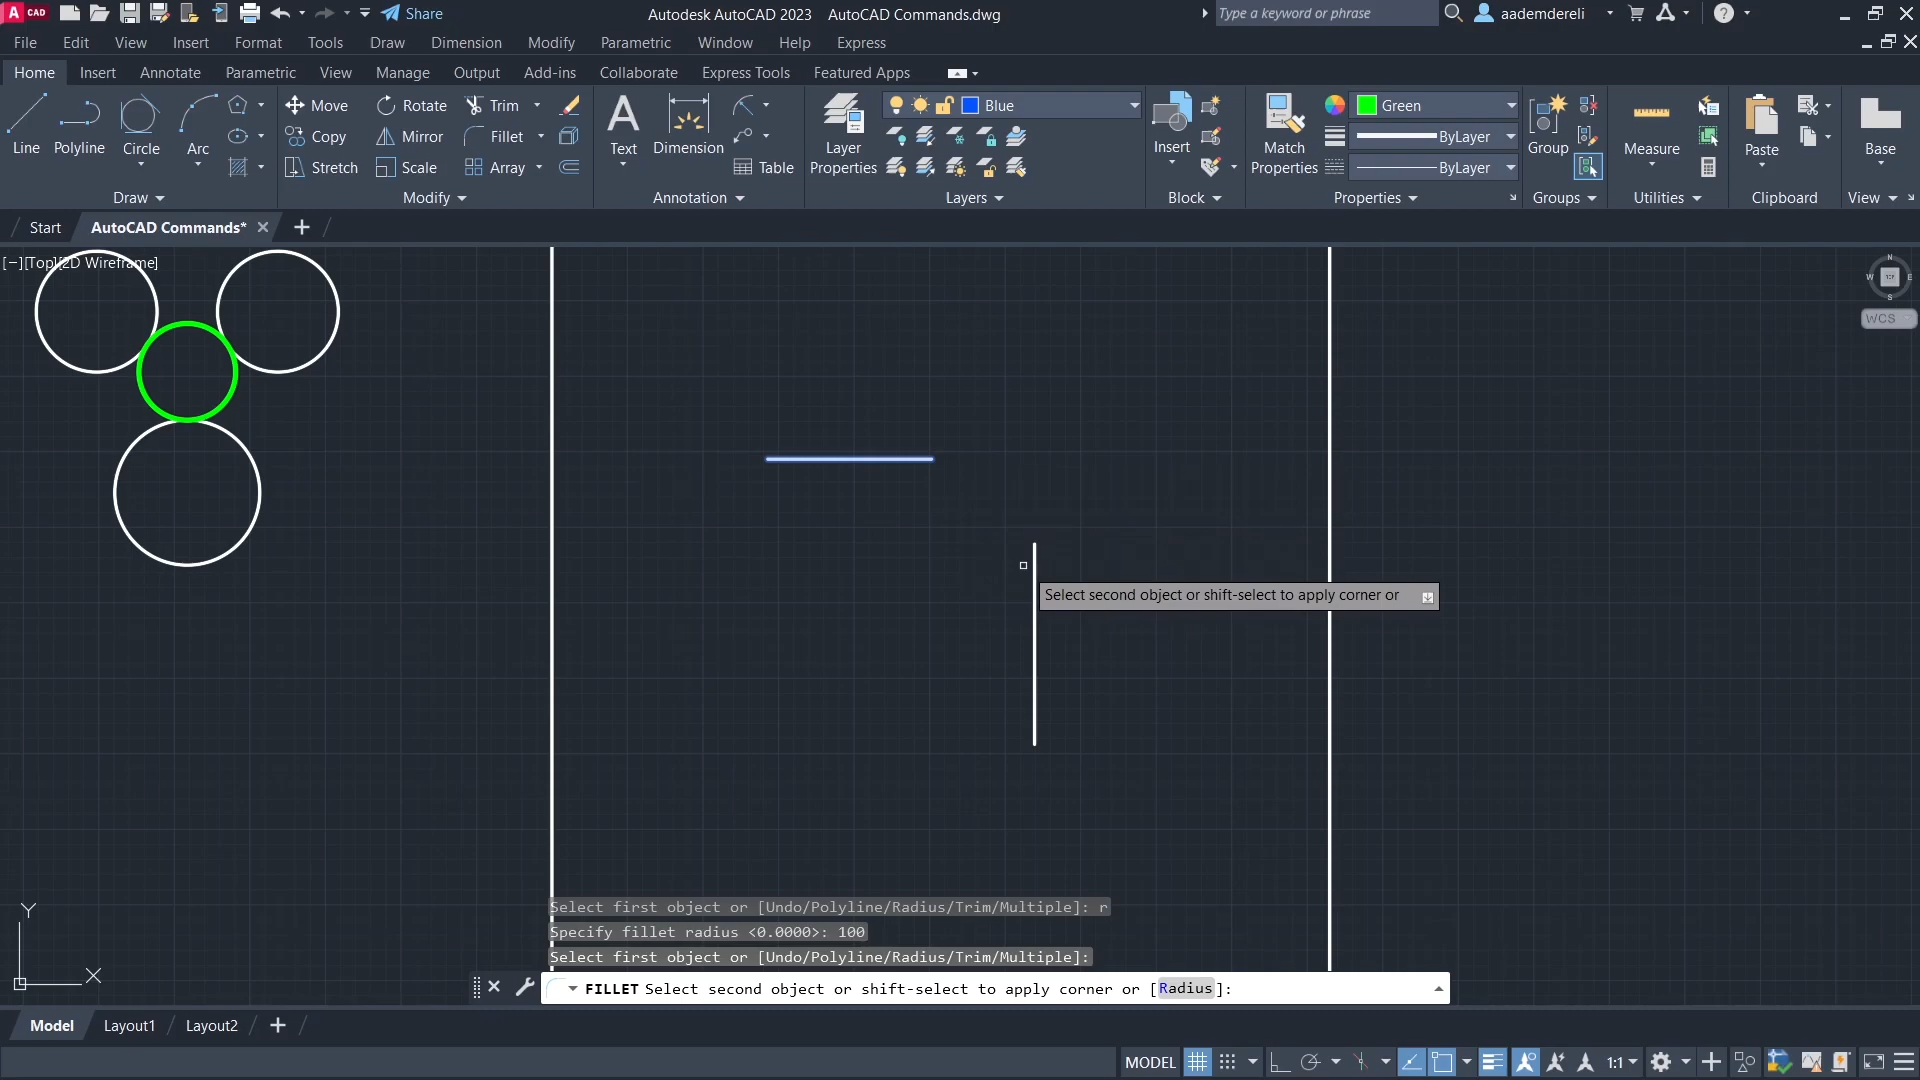 A CAD
Share
Autodesk AutoCAD 2023 AutoCAD Commands.dwg
Type a keyword or phrase
aademdereli
File Edit View Insert Format Tools Draw Dimension Modify Parametric Window Help Express
Home Insert Annotate Parametric View Manage Output Add-ins Collaborate Express Tools Featured Apps
Line Polyline Circle Arc
Move Rotate Trim
Copy Mirror Fillet
Stretch Scale Array
Text Dimension Table
Layer Properties
Blue
Insert
Match Properties
Green
ByLayer
ByLayer
Group
Measure
Paste
Base
Draw Modify Annotation Layers Block Properties Groups Utilities Clipboard View
Start AutoCAD Commands*
[−][Top][2D Wireframe]
N
W TOP E
S
WCS
Select second object or shift-select to apply corner or
Select first object or [Undo/Polyline/Radius/Trim/Multiple]: r
Specify fillet radius <0.0000>: 100
Select first object or [Undo/Polyline/Radius/Trim/Multiple]:
FILLET Select second object or shift-select to apply corner or [Radius]:
Y
X
Model Layout1 Layout2
MODEL 1:1